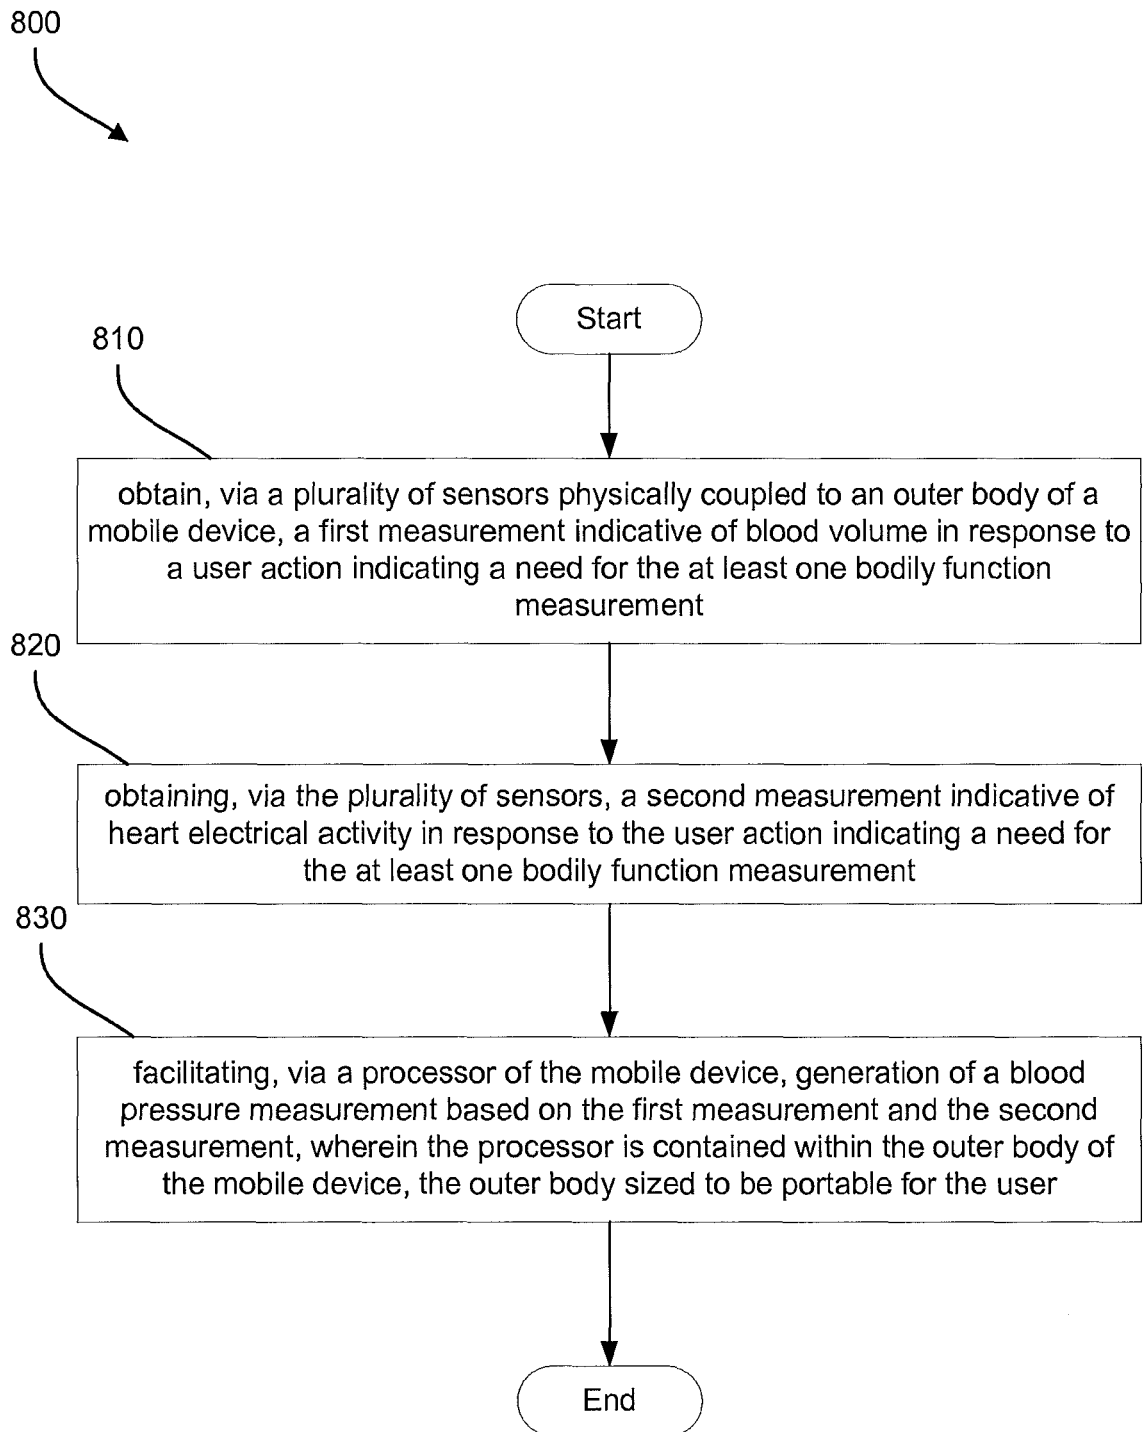 800
Start
810
obtain, via a plurality of sensors physically coupled to an outer body of a
mobile device, a first measurement indicative of blood volume in response to
a user action indicating a need for the at least one bodily function
measurement
820
obtaining, via the plurality of sensors, a second measurement indicative of
heart electrical activity in response to the user action indicating a need for
the at least one bodily function measurement
830
facilitating, via a processor of the mobile device, generation of a blood
pressure measurement based on the first measurement and the second
measurement, wherein the processor is contained within the outer body of
the mobile device, the outer body sized to be portable for the user
End